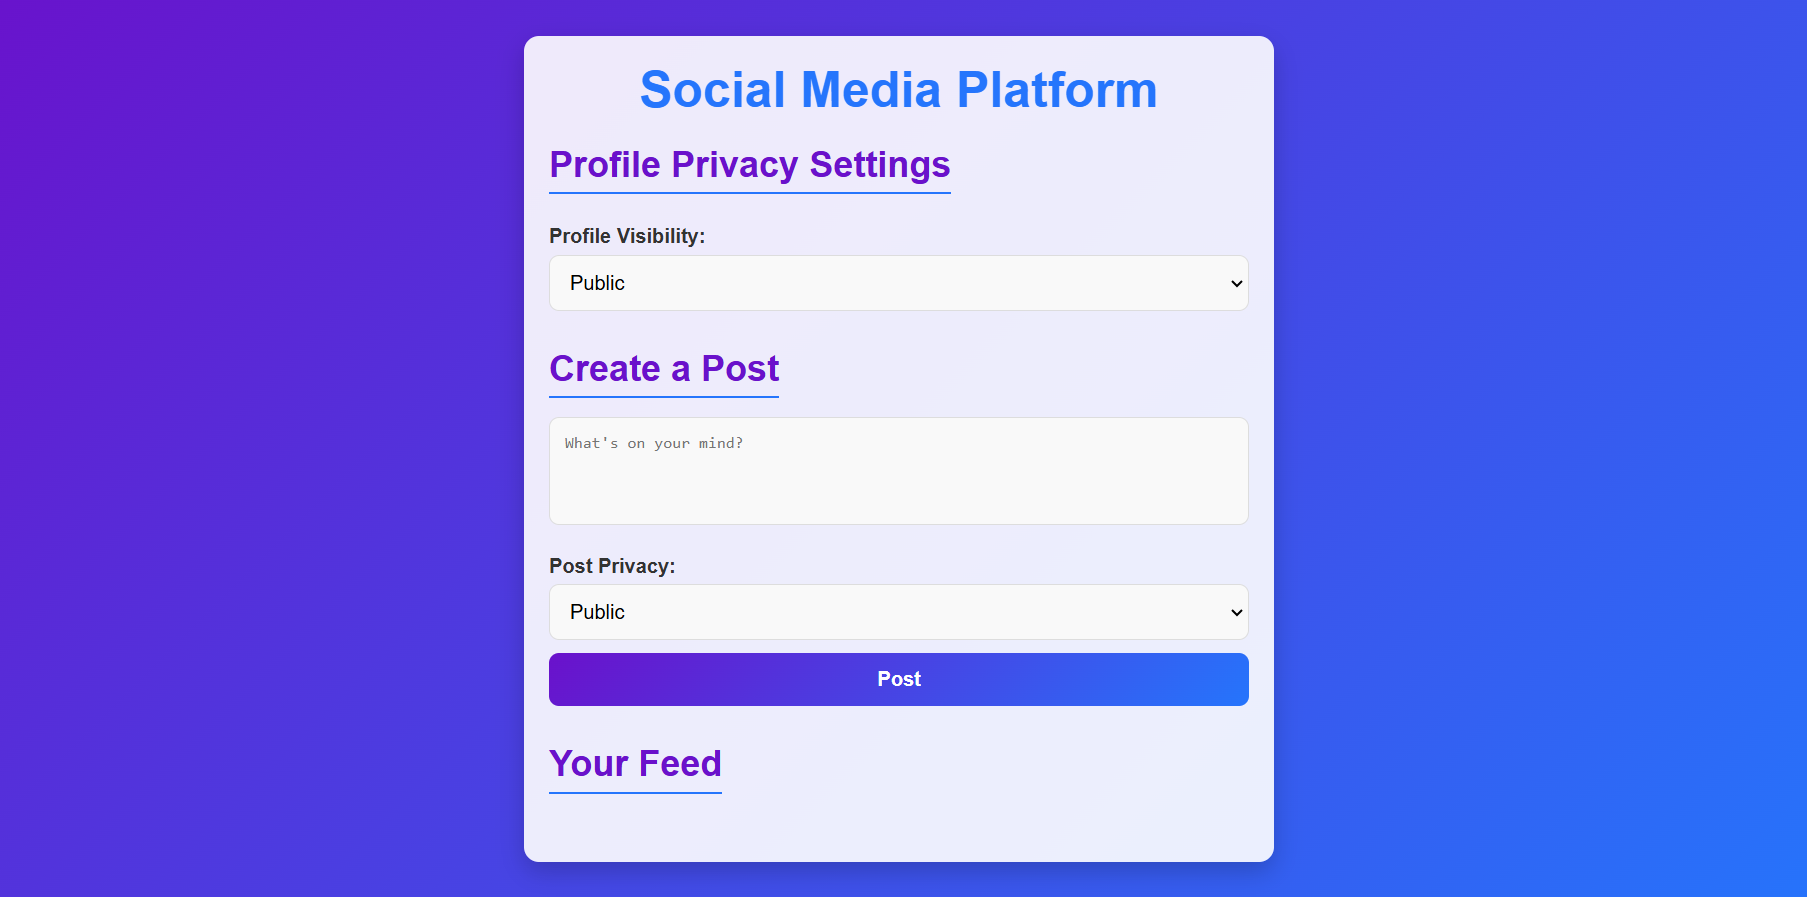 Social Media Platform
Profile Privacy Settings
Profile Visibility:
Public
Create a Post
What's on your mind?
Post Privacy:
Public
Post
Your Feed